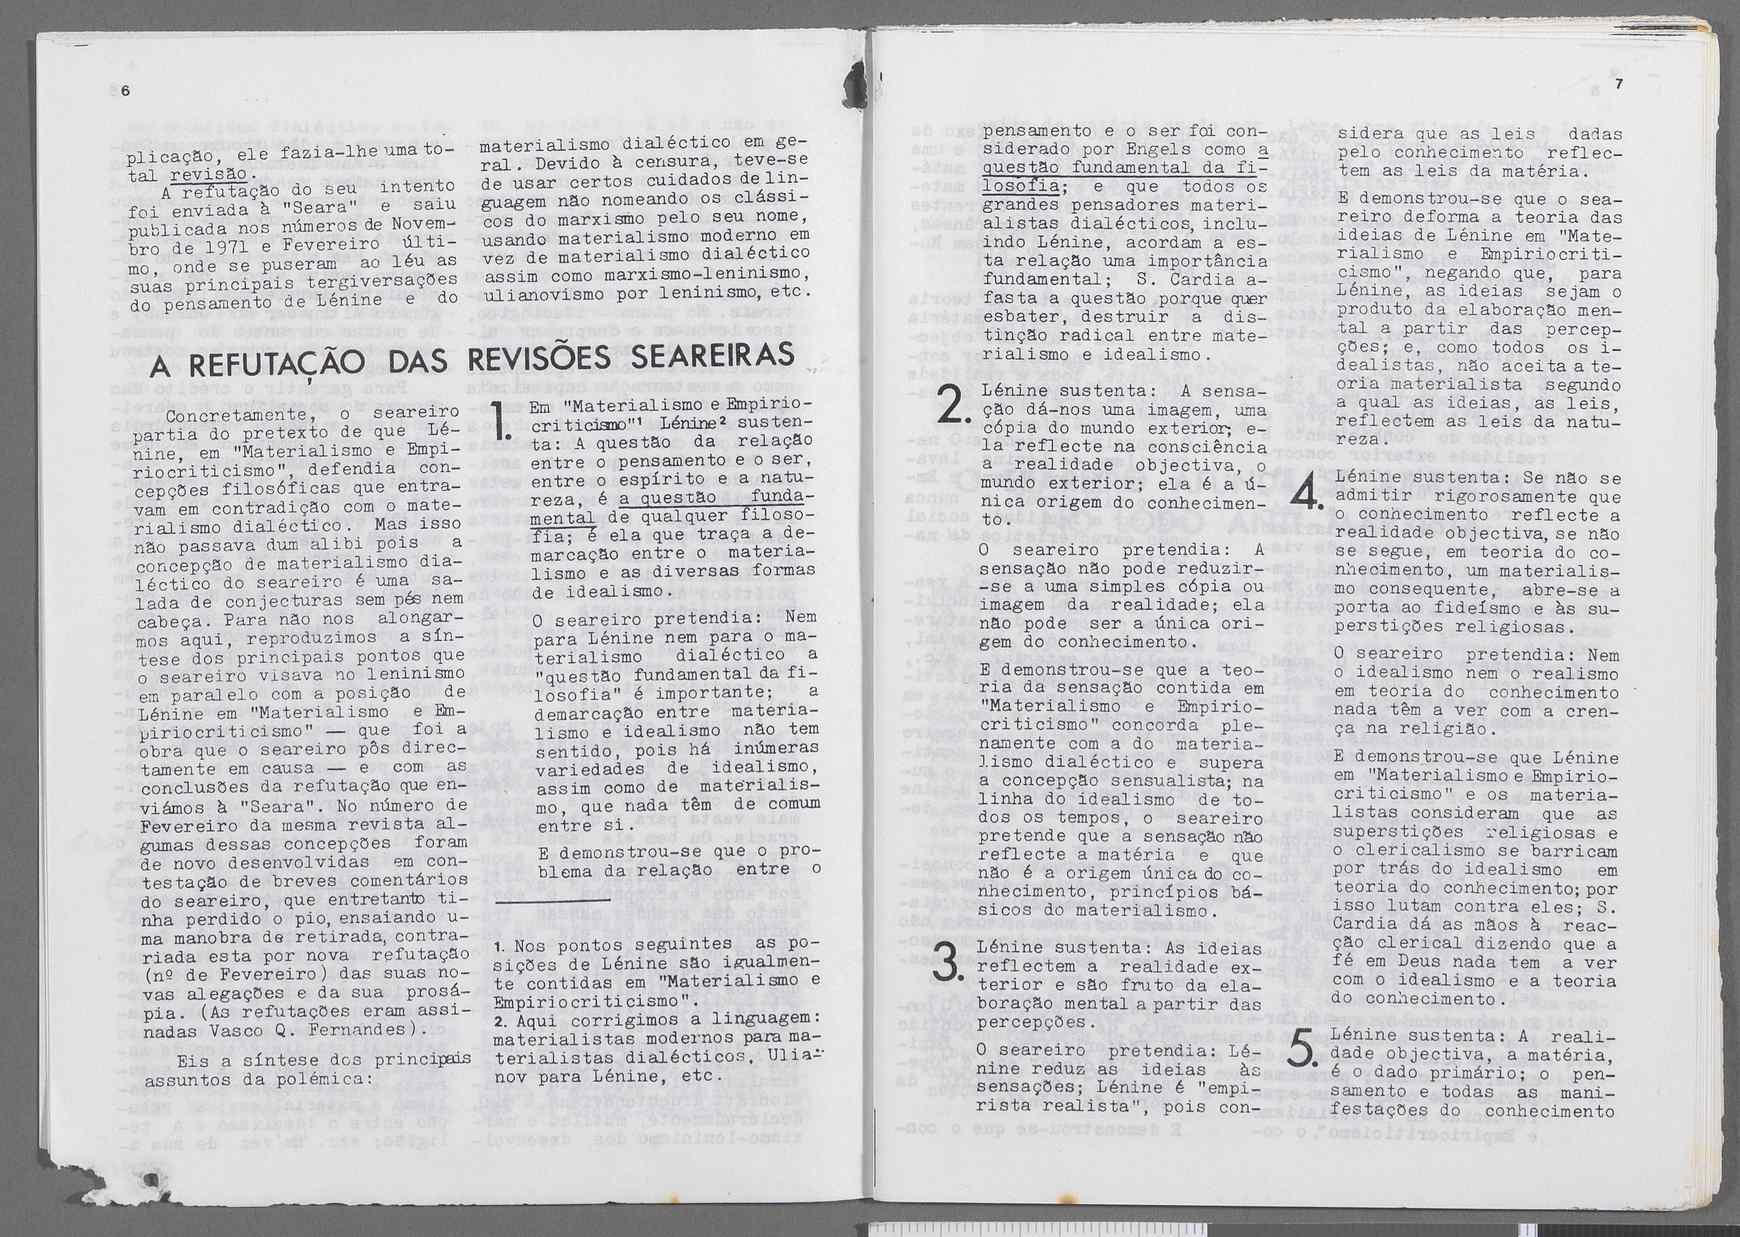 6
plicação, ele fazia-lhe uma to-
tal revisão.
A refutação do seu intento
foi enviada à "Seara" e saiu
publicada nos números de Novem-
bro de 1971 e Fevereiro últi-
mo, onde se puseram ao léu as
suas principais tergiversações
do pensamento de Lénine e do
materialismo dialéctico em ge-
ral. Devido à censura, teve-se
de usar certos cuidados de lin-
guagem não nomeando os clássi-
cos do marxismo pelo seu nome,
usando materialismo moderno em
vez de materialismo dialéctico
assim como marxismo-leninismo,
ulianovismo por leninismo, etc.
A REFUTAÇÃO DAS REVISÕES SEAREIRAS
Concretamente, o seareiro
partia do pretexto de que Lé-
nine, em "Materialismo e Empi-
riocriticismo", defendia con-
cepções filosóficas que entra-
vam em contradição com o mate-
rialismo dialéctico. Mas isso
não passava dum alibi pois a
concepção de materialismo dia-
léctico do seareiro é uma sa-
lada de conjecturas sem pés nem
cabeça. Para não nos alongar-
mos aqui, reproduzimos a sín-
tese dos principais pontos que
o seareiro visava no leninismo
em paralelo com a posição de
Lénine em "Materialismo e Em-
piriocriticismo" — que foi a
obra que o seareiro pôs direc-
tamente em causa — e com as
conclusões da refutação que en-
viámos à "Seara". No número de
Fevereiro da mesma revista al-
gumas dessas concepções foram
de novo desenvolvidas em con-
testação de breves comentários
do seareiro, que entretanto ti-
nha perdido o pio, ensaiando u-
ma manobra de retirada, contra-
riada esta por nova refutação
(nº de Fevereiro) das suas no-
vas alegações e da sua prosá-
pia. (As refutações eram assi-
nadas Vasco Q. Fernandes).
Eis a síntese dos principais
assuntos da polémica:
1. Em "Materialismo e Empirio-
criticismo"1 Lénine2 susten-
ta: A questão da relação
entre o pensamento e o ser,
entre o espírito e a natu-
reza, é a questão funda-
mental de qualquer filoso-
fia; é ela que traça a de-
marcação entre o materia-
lismo e as diversas formas
de idealismo.
O seareiro pretendia: Nem
para Lénine nem para o ma-
terialismo dialéctico a
"questão fundamental da fi-
losofia" é importante; a
demarcação entre materia-
lismo e idealismo não tem
sentido, pois há inúmeras
variedades de idealismo,
assim como de materialis-
mo, que nada têm de comum
entre si.
E demonstrou-se que o pro-
blema da relação entre o
1. Nos pontos seguintes as po-
sições de Lénine são igualmen-
te contidas em "Materialismo e
Empiriocriticismo".
2. Aqui corrigimos a linguagem:
materialistas modernos para ma-
terialistas dialécticos, Ulia-
nov para Lénine, etc.
7
pensamento e o ser foi con-
siderado por Engels como a
questão fundamental da fi-
losofia; e que todos os
grandes pensadores materi-
alistas dialécticos, inclu-
indo Lénine, acordam a es-
ta relação uma importância
fundamental; S. Cardia a-
fasta a questão porque quer
esbater, destruir a dis-
tinção radical entre mate-
rialismo e idealismo.
2. Lénine sustenta: A sensa-
ção dá-nos uma imagem, uma
cópia do mundo exterior; e-
la reflecte na consciência
a realidade objectiva, o
mundo exterior; ela é a ú-
nica origem do conhecimen-
to.
O seareiro pretendia: A
sensação não pode reduzir-
-se a uma simples cópia ou
imagem da realidade; ela
não pode ser a única ori-
gem do conhecimento.
E demonstrou-se que a teo-
ria da sensação contida em
"Materialismo e Empirio-
criticismo" concorda ple-
namente com a do materia-
lismo dialéctico e supera
a concepção sensualista; na
linha do idealismo de to-
dos os tempos, o seareiro
pretende que a sensação não
reflecte a matéria e que
não é a origem única do co-
nhecimento, princípios bá-
sicos do materialismo.
3. Lénine sustenta: As ideias
reflectem a realidade ex-
terior e são fruto da ela-
boração mental a partir das
percepções.
O seareiro pretendia: Lé-
nine reduz as ideias às
sensações; Lénine é "empi-
rista realista", pois con-
sidera que as leis dadas
pelo conhecimento reflec-
tem as leis da matéria.
E demonstrou-se que o sea-
reiro deforma a teoria das
ideias de Lénine em "Mate-
rialismo e Empiriocriti-
cismo", negando que, para
Lénine, as ideias sejam o
produto da elaboração men-
tal a partir das percep-
ções; e, como todos os i-
dealistas, não aceita a te-
oria materialista segundo
a qual as ideias, as leis,
reflectem as leis da natu-
reza.
4. Lénine sustenta: Se não se
admitir rigorosamente que
o conhecimento reflecte a
realidade objectiva, se não
se segue, em teoria do co-
nhecimento, um materialis-
mo consequente, abre-se a
porta ao fideísmo e às su-
perstições religiosas.
O seareiro pretendia: Nem
o idealismo nem o realismo
em teoria do conhecimento
nada têm a ver com a cren-
ça na religião.
E demonstrou-se que Lénine
em "Materialismo e Empirio-
criticismo" e os materia-
listas consideram que as
superstições religiosas e
o clericalismo se barricam
por trás do idealismo em
teoria do conhecimento; por
isso lutam contra eles; S.
Cardia dá as mãos à reac-
ção clerical dizendo que a
fé em Deus nada tem a ver
com o idealismo e a teoria
do conhecimento.
5. Lénine sustenta: A reali-
dade objectiva, a matéria,
é o dado primário; o pen-
samento e todas as mani-
festações do conhecimento